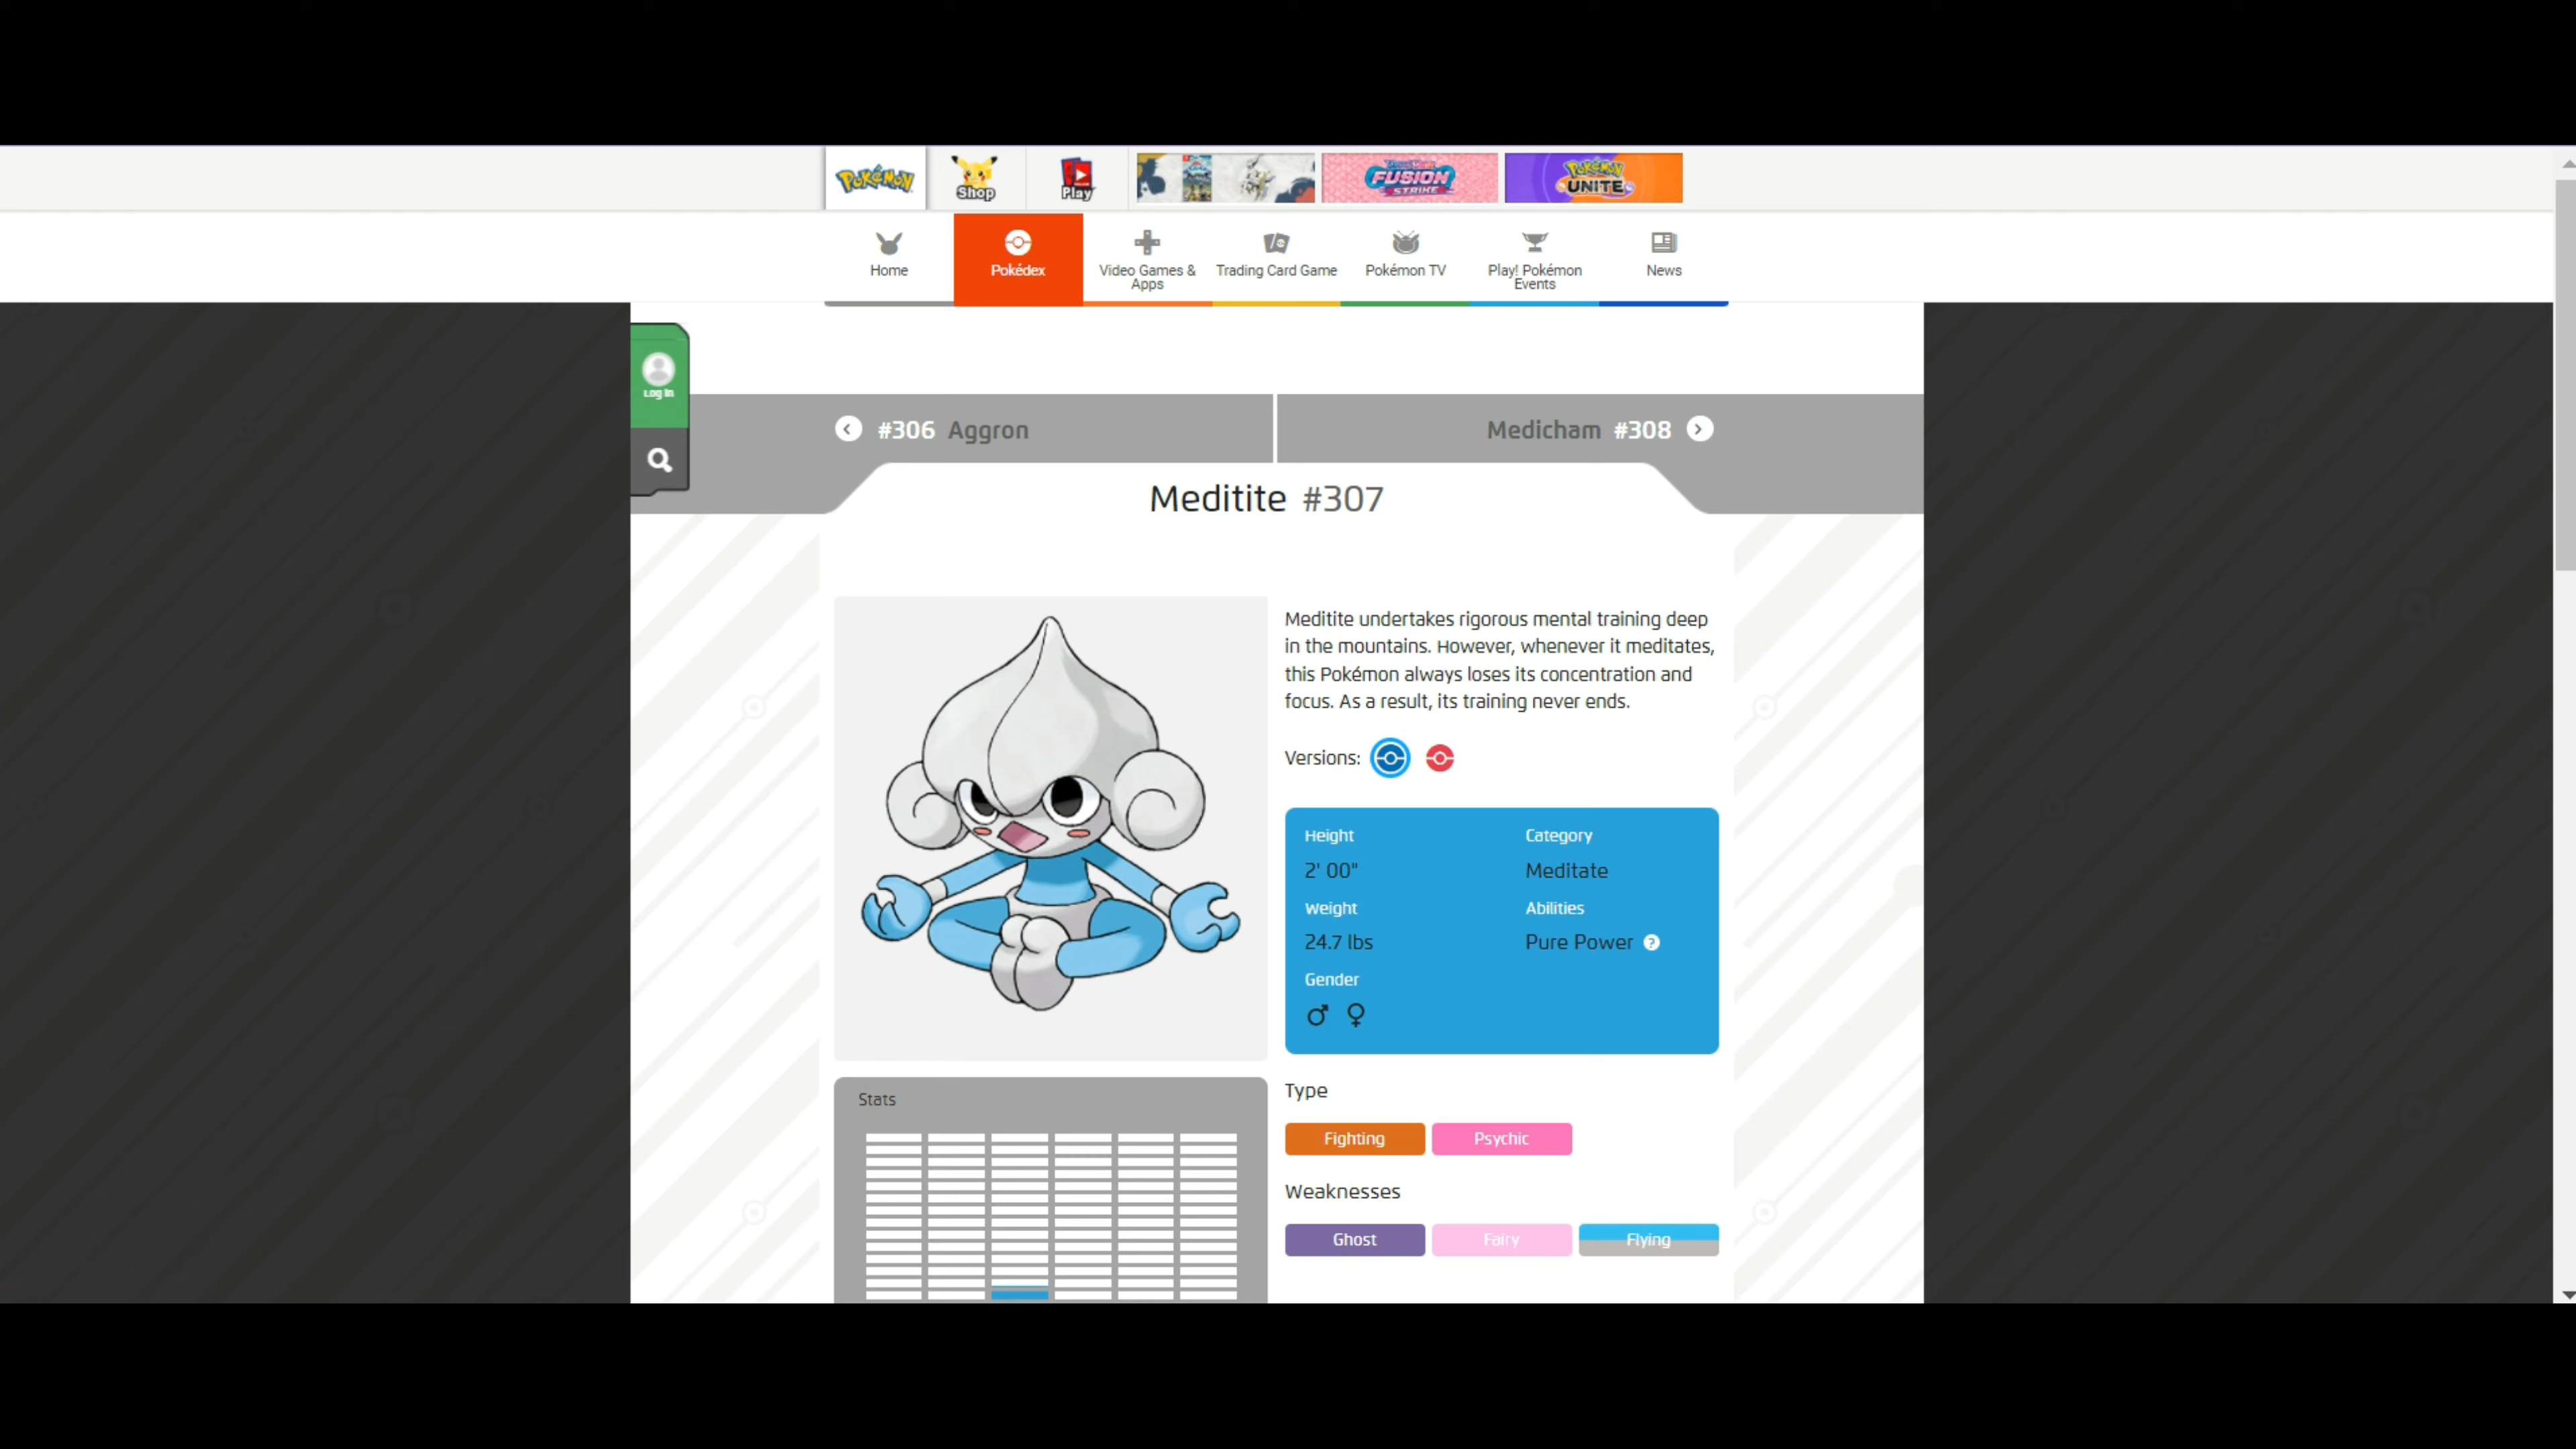 Pokémon
Shop
Play
FUSION
STRIKE
POKÉMON
UNITE
Home
Pokédex
Video Games &
Apps
Trading Card Game
Pokémon TV
Play! Pokémon
Events
News
Log In
#306 Aggron
Medicham #308
Meditite #307
Meditite undertakes rigorous mental training deep
in the mountains. However, whenever it meditates,
this Pokémon always loses its concentration and
focus. As a result, its training never ends.
Versions:
Height
2' 00"
Weight
24.7 lbs
Gender
Category
Meditate
Abilities
Pure Power ?
Stats
Type
Fighting
Psychic
Weaknesses
Ghost
Fairy
Flying